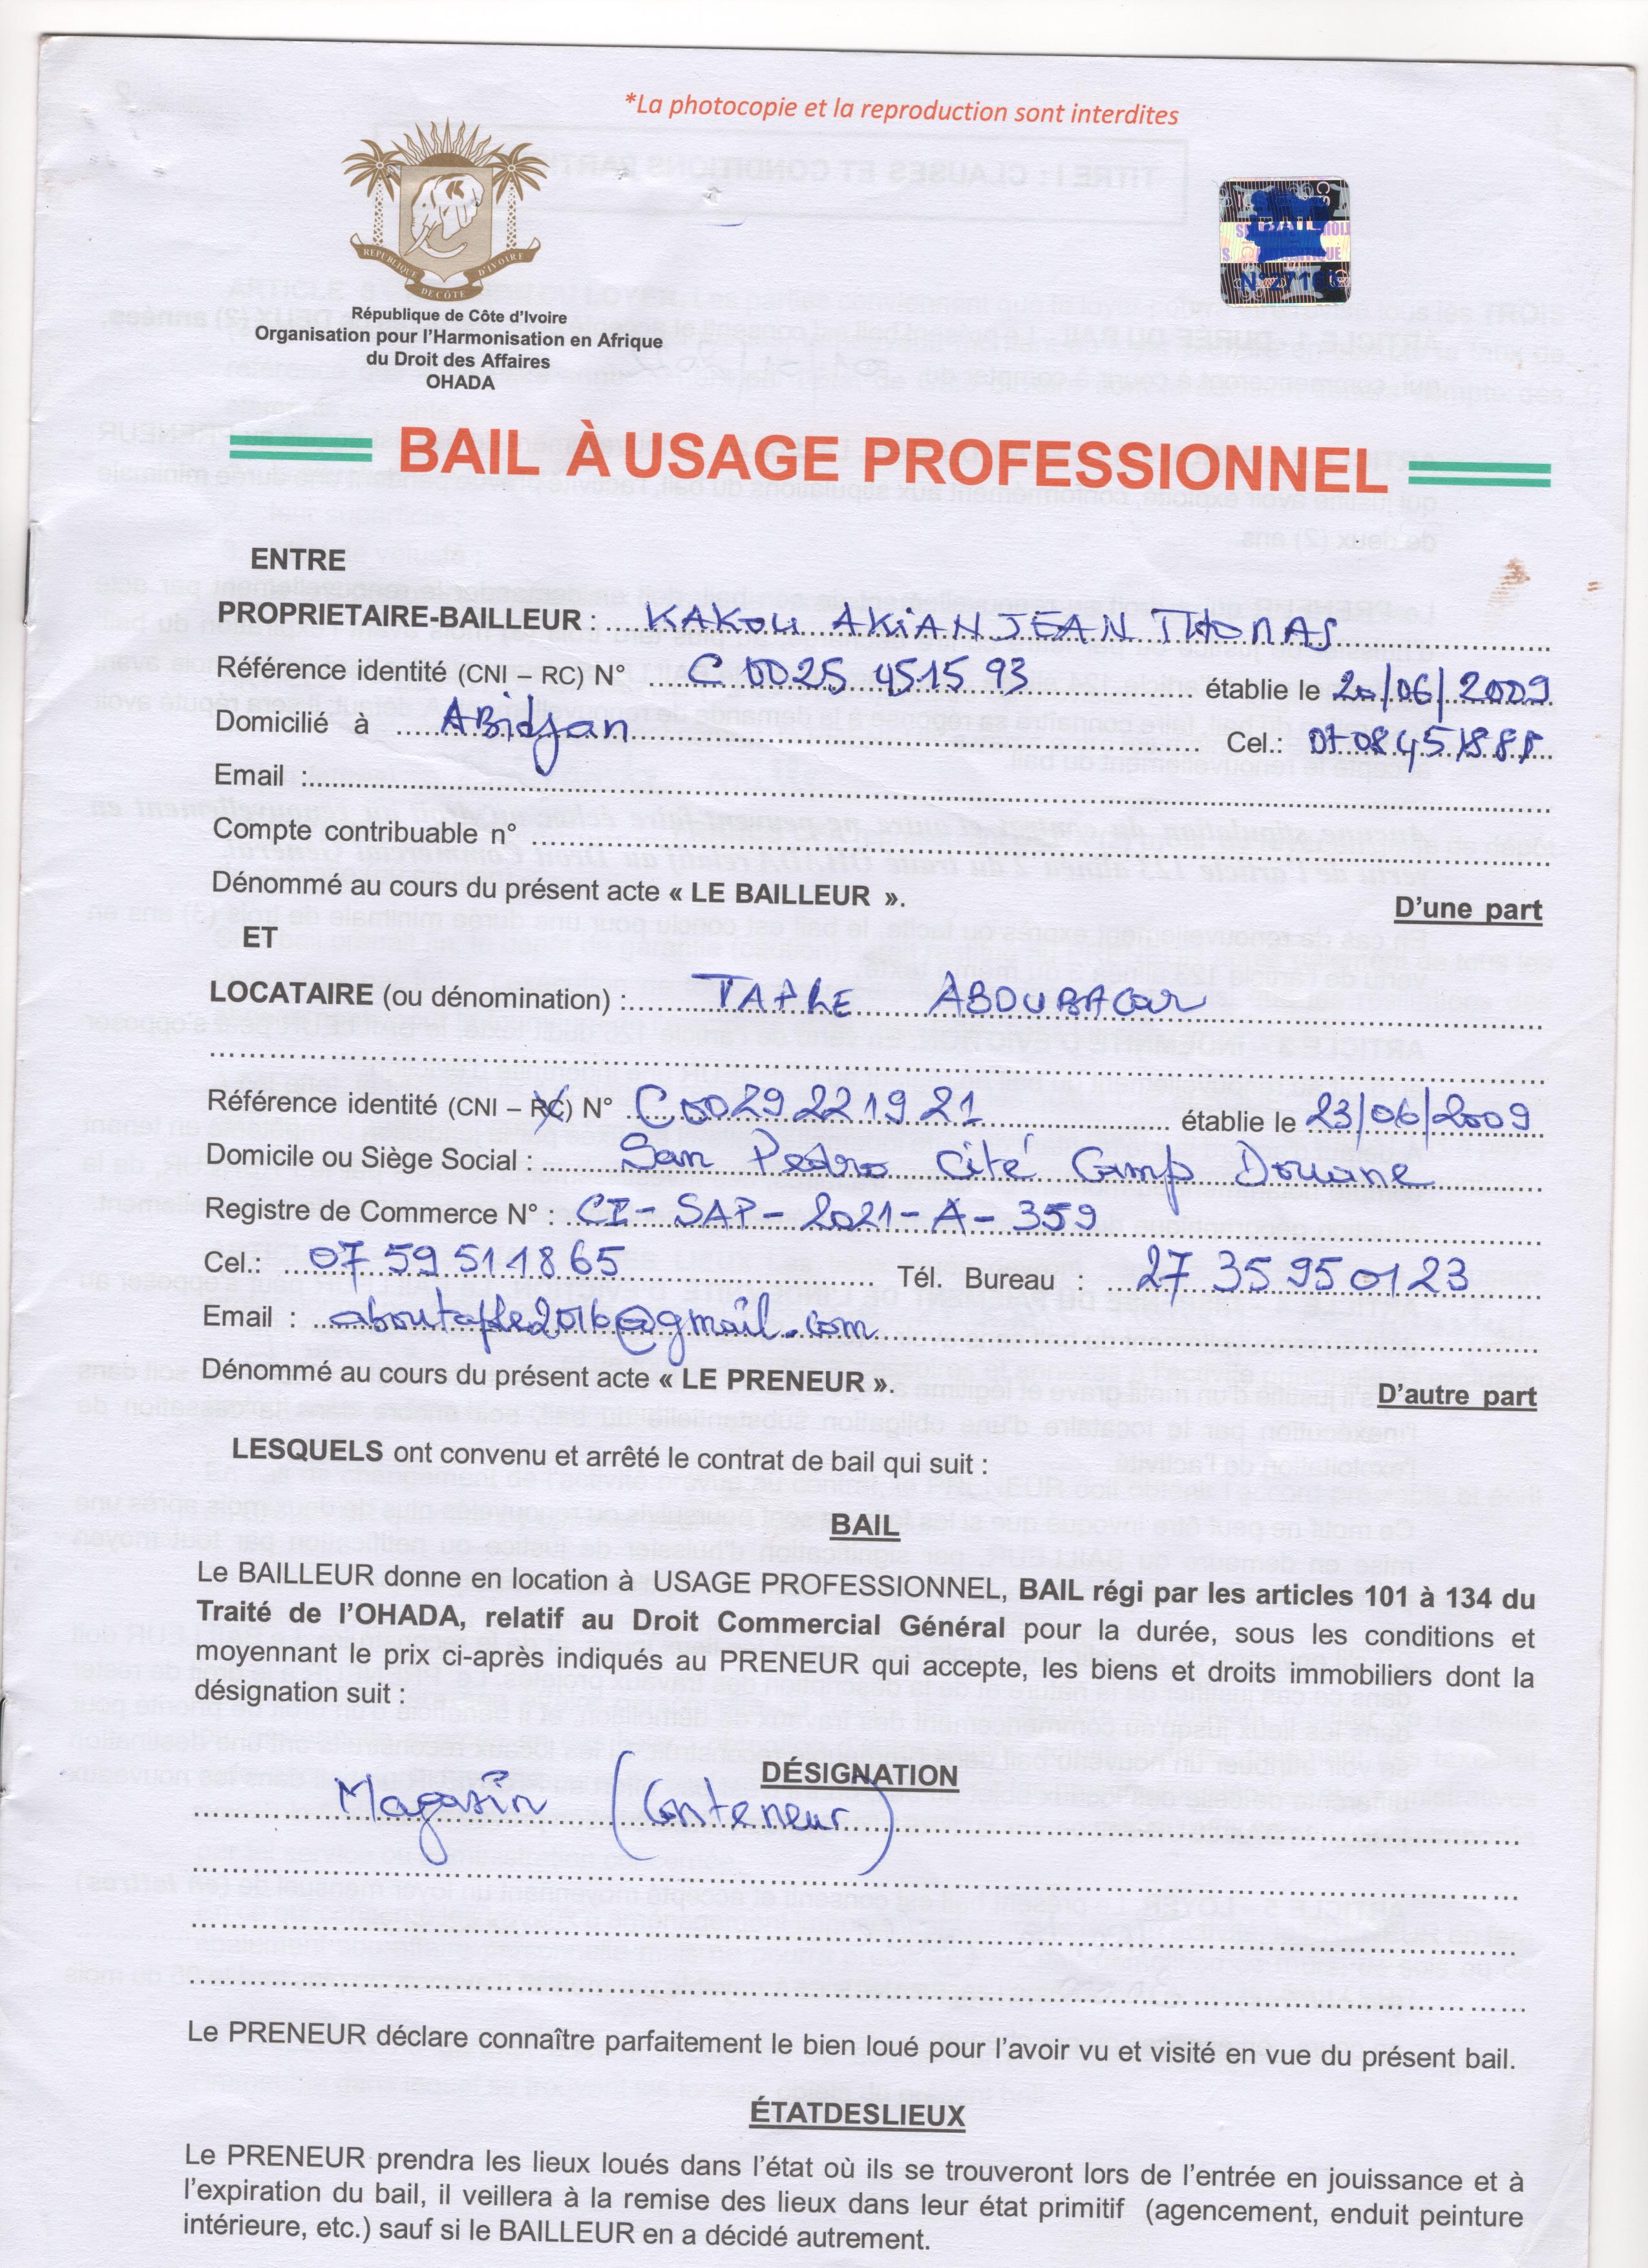 *La photocopie et la reproduction sont interdites
REPUBLIQUE DE CÔTE D'IVOIRE
BAIL
République de Côte d'Ivoire
Organisation pour l'Harmonisation en Afrique
du Droit des Affaires
OHADA
BAIL À USAGE PROFESSIONNEL
ENTRE
PROPRIETAIRE-BAILLEUR : KAKOU AKIAN JEAN THOMAS
Référence identité (CNI – RC) N° C 0025 4515 93 établie le 20/06/2009
Domicilié à ABidjan Cel.: 0708451888
Email :
Compte contribuable n°
Dénommé au cours du présent acte « LE BAILLEUR ».
D'une part
ET
LOCATAIRE (ou dénomination) : TAPLE ABOUBACAR
Référence identité (CNI – RC) N° C 0029 2219 21 établie le 23/06/2009
Domicile ou Siège Social : San Pedro Cité Camp Douane
Registre de Commerce N° : CI- SAP- 2021- A- 359
Cel.: 07 59 51 18 65 Tél. Bureau : 27 35 95 01 23
Email : aboutaple2016@gmail.com
Dénommé au cours du présent acte « LE PRENEUR ».
D'autre part
LESQUELS ont convenu et arrêté le contrat de bail qui suit :
BAIL
Le BAILLEUR donne en location à USAGE PROFESSIONNEL, BAIL régi par les articles 101 à 134 du
Traité de l'OHADA, relatif au Droit Commercial Général pour la durée, sous les conditions et
moyennant le prix ci-après indiqués au PRENEUR qui accepte, les biens et droits immobiliers dont la
désignation suit :
DÉSIGNATION
Magasin (Conteneur)
Le PRENEUR déclare connaître parfaitement le bien loué pour l'avoir vu et visité en vue du présent bail.
ÉTATDESLIEUX
Le PRENEUR prendra les lieux loués dans l'état où ils se trouveront lors de l'entrée en jouissance et à
l'expiration du bail, il veillera à la remise des lieux dans leur état primitif (agencement, enduit peinture
intérieure, etc.) sauf si le BAILLEUR en a décidé autrement.